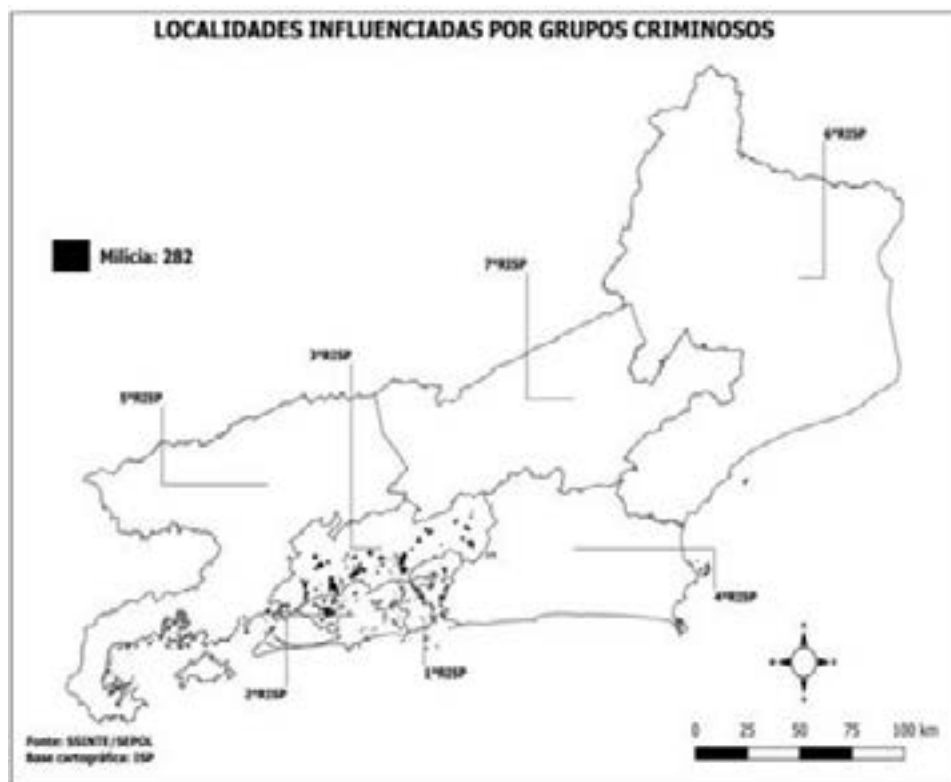 LOCALIDADES INFLUENCIADAS POR GRUPOS CRIMINOSOS
6ªRISP
Milícia: 282
7ªRISP
3ªRISP
5ªRISP
4ªRISP
1ªRISP
2ªRISP
0 25 50 75 100 km
Fonte: SSINTE/SEPOL
Base cartográfica: ISP